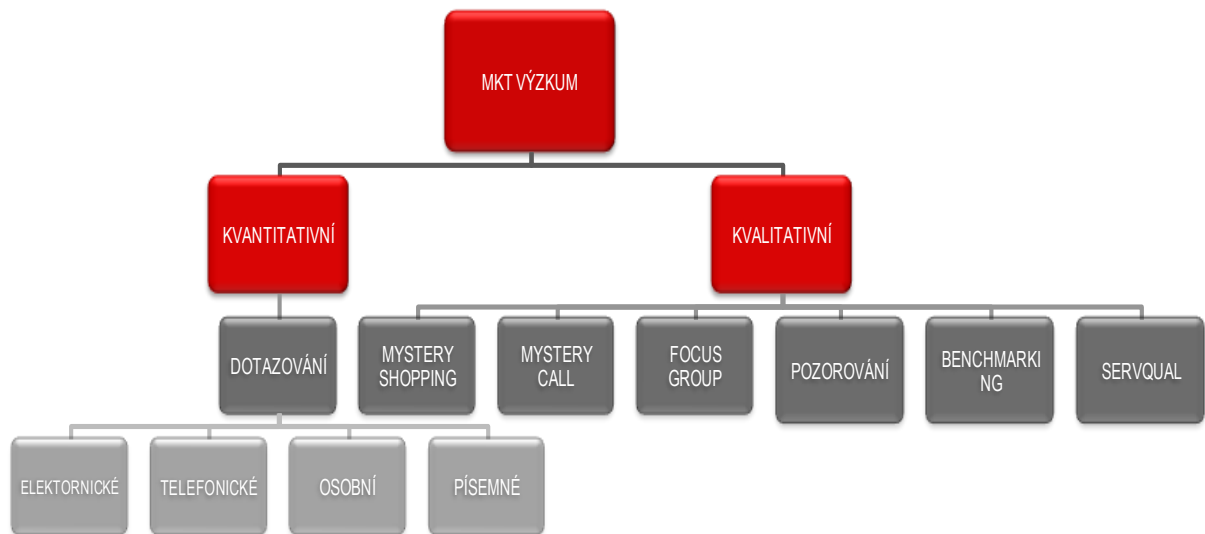 MKT VÝZKUM
KVANTITATIVNÍ
KVALITATIVNÍ
DOTAZOVÁNÍ
MYSTERY
SHOPPING
MYSTERY
CALL
FOCUS
GROUP
POZOROVÁNÍ
BENCHMARKI
NG
SERVQUAL
ELEKTORNICKÉ
TELEFONICKÉ
OSOBNÍ
PÍSEMNÉ